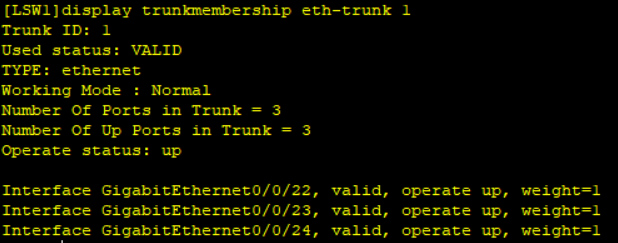 [LSW1]display trunkmembership eth-trunk 1
Trunk ID: 1
Used status: VALID
TYPE: ethernet
Working Mode : Normal
Number Of Ports in Trunk = 3
Number Of Up Ports in Trunk = 3
Operate status: up
Interface GigabitEthernet0/0/22, valid, operate up, weight=1
Interface GigabitEthernet0/0/23, valid, operate up, weight=1
Interface GigabitEthernet0/0/24, valid, operate up, weight=1